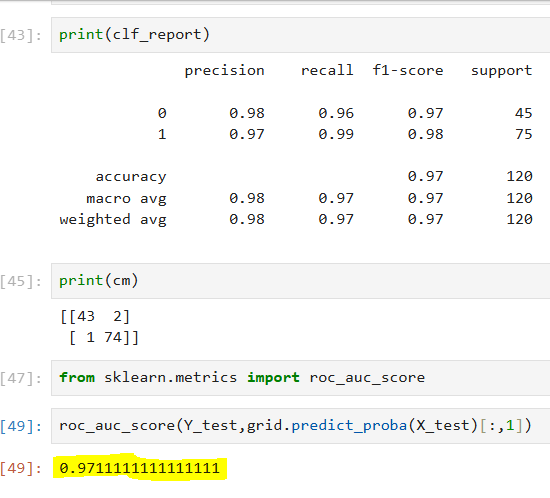 [43]: print(clf_report)
precision recall f1-score support
0 0.98 0.96 0.97 45
1 0.97 0.99 0.98 75
accuracy 0.97 120
macro avg 0.98 0.97 0.97 120
weighted avg 0.98 0.97 0.97 120
[45]: print(cm)
[[43 2]
[ 1 74]]
[47]: from sklearn.metrics import roc_auc_score
[49]: roc_auc_score(Y_test,grid.predict_proba(X_test)[:,1])
[49]: 0.9711111111111111